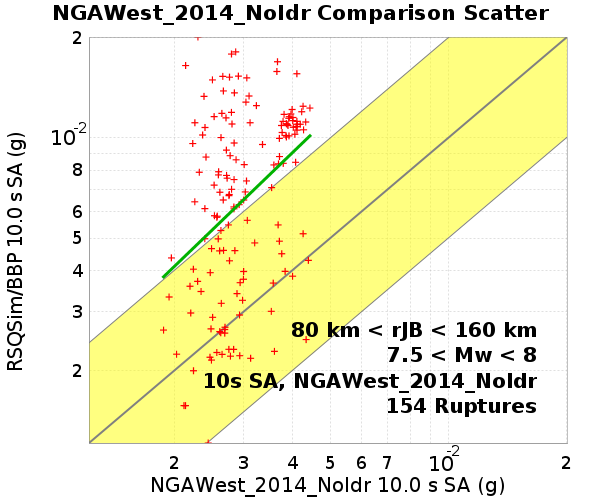 NGAWest_2014_NoIdr Comparison Scatter
RSQSim/BBP 10.0 s SA (g)
2
10-2
8
6
5
4
3
2
80 km < rJB < 160 km
7.5 < Mw < 8
10s SA, NGAWest_2014_NoIdr
154 Ruptures
2 3 4 5 6 7 10-2 2
NGAWest_2014_NoIdr 10.0 s SA (g)